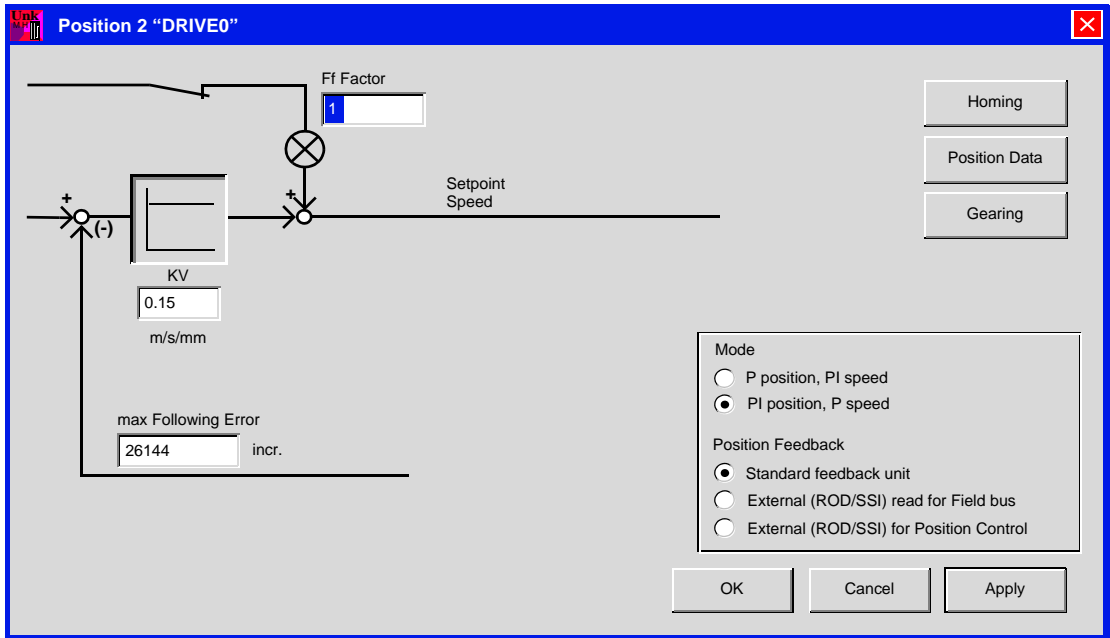 Unk
Position 2 “DRIVE0”
Ff Factor
1
Homing
Position Data
Gearing
Setpoint
Speed
+
+
(-)
KV
0.15
m/s/mm
max Following Error
26144 incr.
Mode
P position, PI speed
PI position, P speed
Position Feedback
Standard feedback unit
External (ROD/SSI) read for Field bus
External (ROD/SSI) for Position Control
OK Cancel Apply